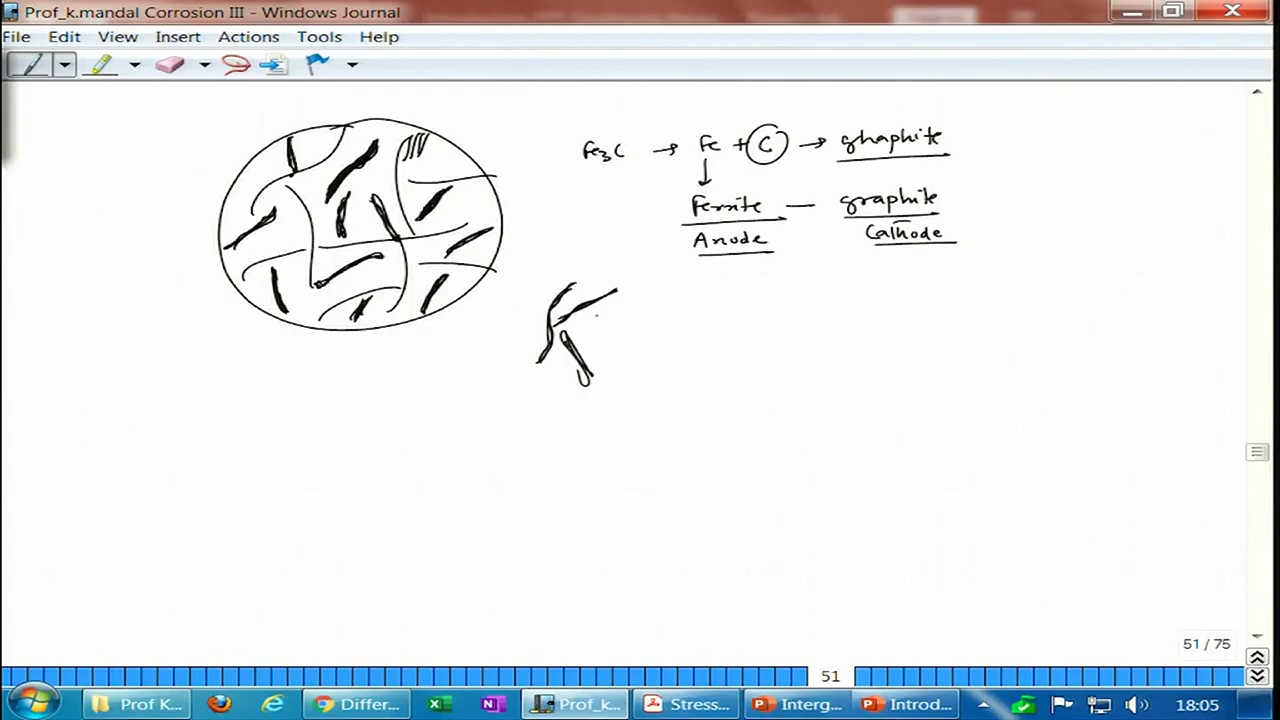 Prof_k.mandal Corrosion III - Windows Journal
File Edit View Insert Actions Tools Help
Fe3C → Fe + C → ghaphite
↓
Ferrite — graphite
Anode Cathode
51 / 75
51
Prof K... Differ... Prof_k... Stress... Interg... Introd... 18:05